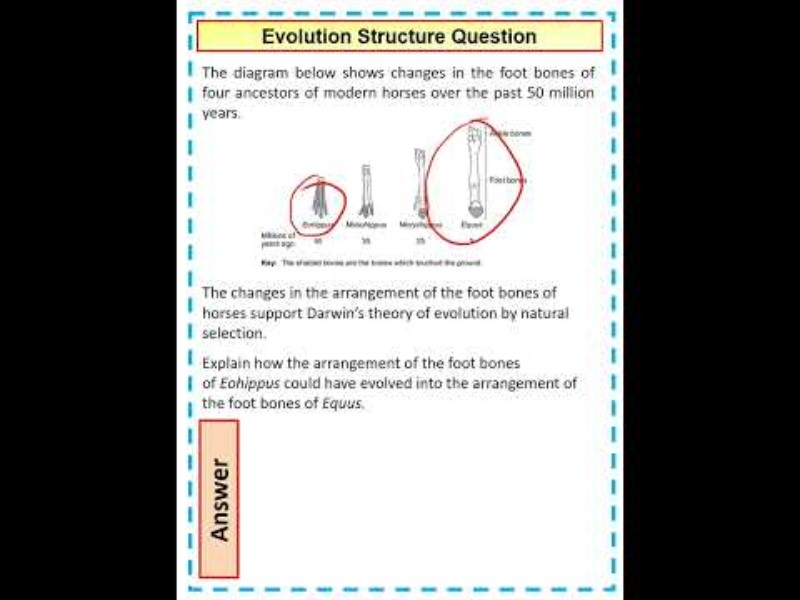 Evolution Structure Question
The diagram below shows changes in the foot bones of
four ancestors of modern horses over the past 50 million
years.
Ankle bones
Foot bones
Eohippus Mesohippus Merychippus Equus
Millions of
years ago:
Key: The shaded bones are the bones which touched the ground.
The changes in the arrangement of the foot bones of
horses support Darwin's theory of evolution by natural
selection.
Explain how the arrangement of the foot bones
of Eohippus could have evolved into the arrangement of
the foot bones of Equus.
Answer